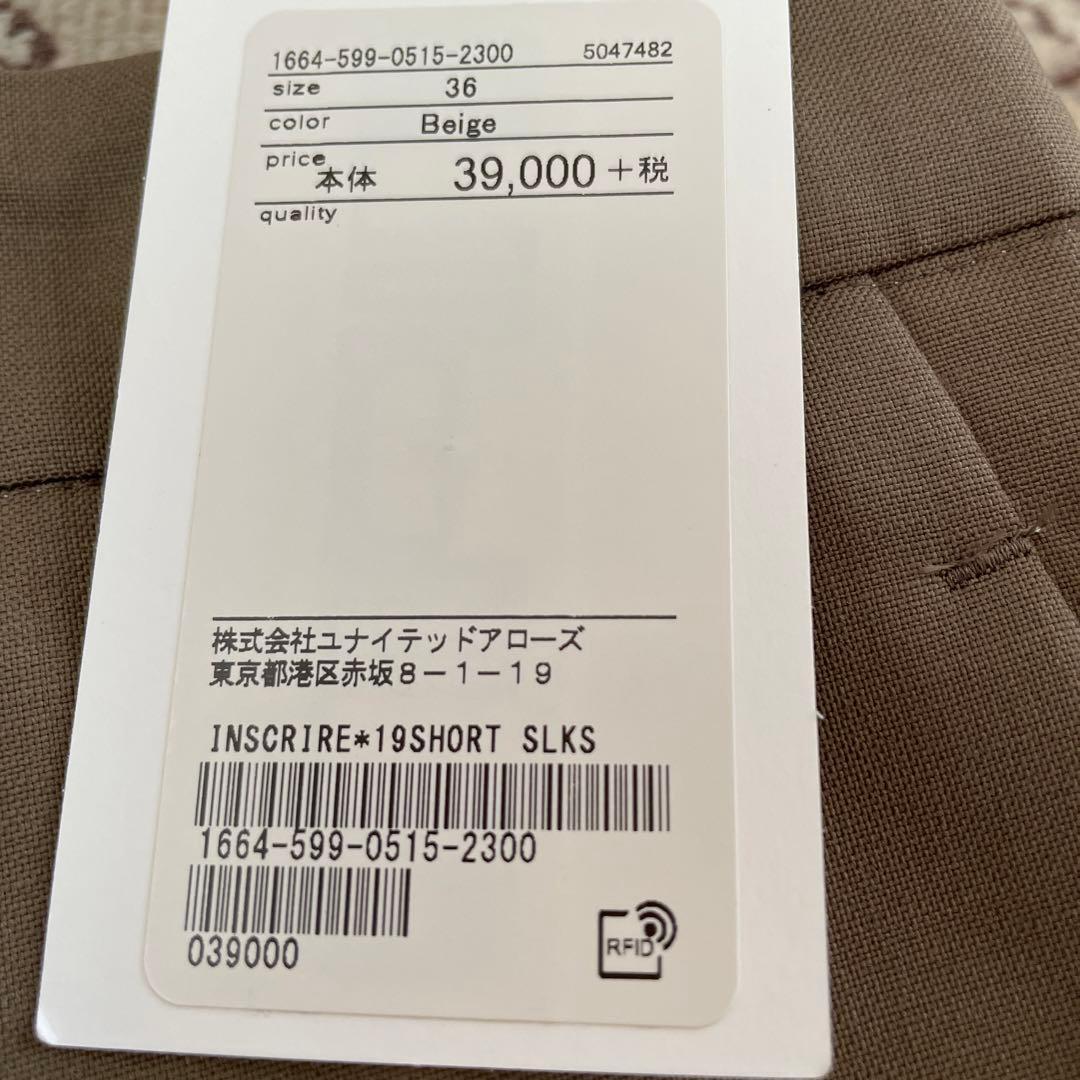 1664-599-0515-2300 5047482
size 36
color Beige
price 本体 39,000+税
quality
株式会社ユナイテッドアローズ
東京都港区赤坂8-1-19
INSCRIRE*19SHORT SLKS
1664-599-0515-2300
039000
RFID